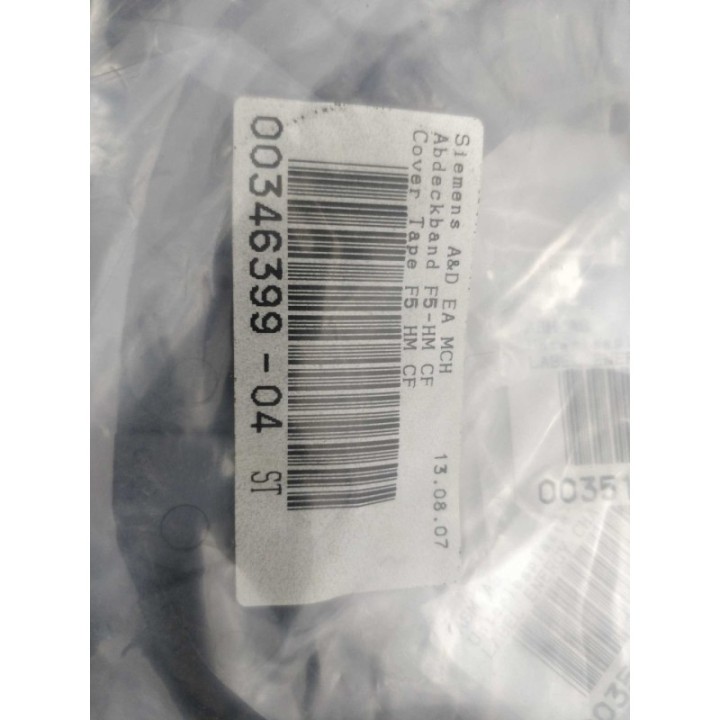 Siemens A&D EA MCH
Abdeckband F5-HM CF
Cover Tape F5 HM CF
13.08.07
00346399-04 ST
0035